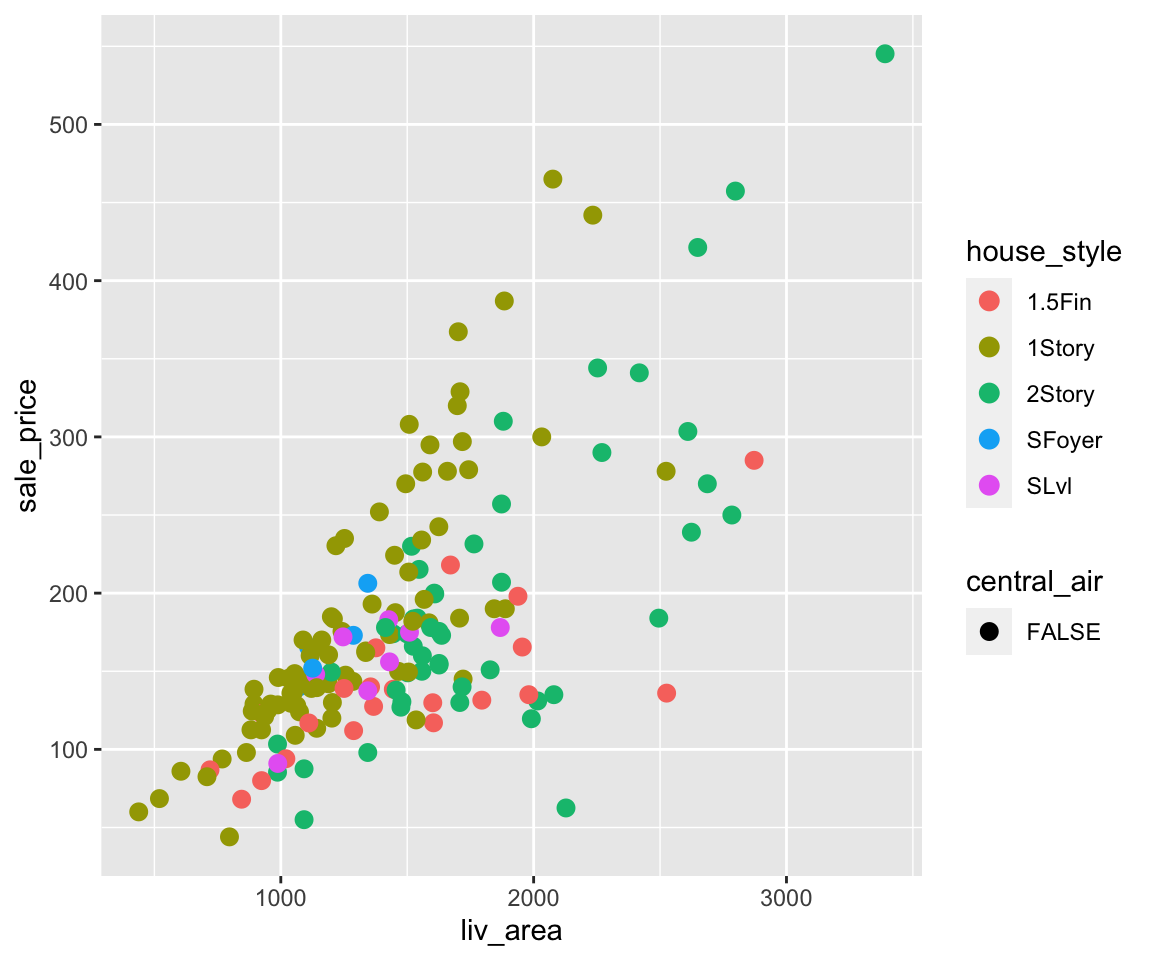 500
400
300
200
100
sale_price
1000 2000 3000
liv_area
house_style
1.5Fin
1Story
2Story
SFoyer
SLvl
central_air
FALSE